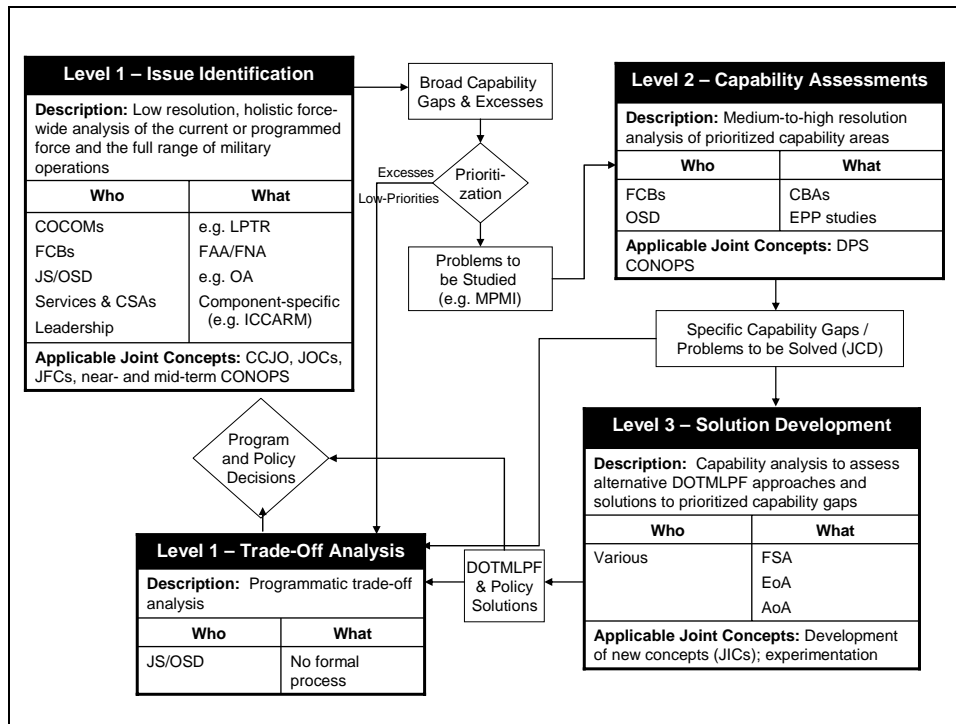 Level 1 – Issue Identification
Description: Low resolution, holistic force-
wide analysis of the current or programmed
force and the full range of military
operations
Who
What
COCOMs
e.g. LPTR
FCBs
FAA/FNA
JS/OSD
e.g. OA
Services & CSAs
Component-specific
(e.g. ICCARM)
Leadership
Applicable Joint Concepts: CCJO, JOCs,
JFCs, near- and mid-term CONOPS
Broad Capability
Gaps & Excesses
Prioriti-
zation
Excesses
Low-Priorities
Problems to
be Studied
(e.g. MPMI)
Level 2 – Capability Assessments
Description: Medium-to-high resolution
analysis of prioritized capability areas
Who
What
FCBs
CBAs
OSD
EPP studies
Applicable Joint Concepts: DPS
CONOPS
Specific Capability Gaps /
Problems to be Solved (JCD)
Level 3 – Solution Development
Description: Capability analysis to assess
alternative DOTMLPF approaches and
solutions to prioritized capability gaps
Who
What
Various
FSA
EoA
AoA
Applicable Joint Concepts: Development
of new concepts (JICs); experimentation
DOTMLPF
& Policy
Solutions
Program
and Policy
Decisions
Level 1 – Trade-Off Analysis
Description: Programmatic trade-off
analysis
Who
What
JS/OSD
No formal
process